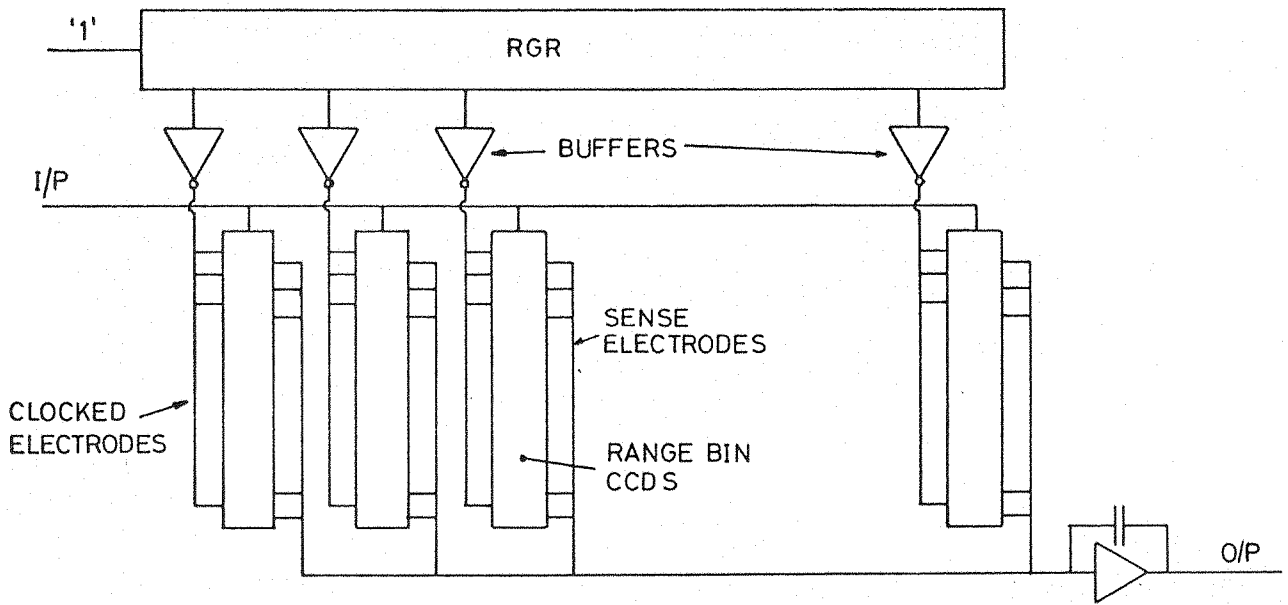 '1'
RGR
BUFFERS
I/P
SENSE
ELECTRODES
CLOCKED
ELECTRODES
RANGE BIN
CCDS
O/P